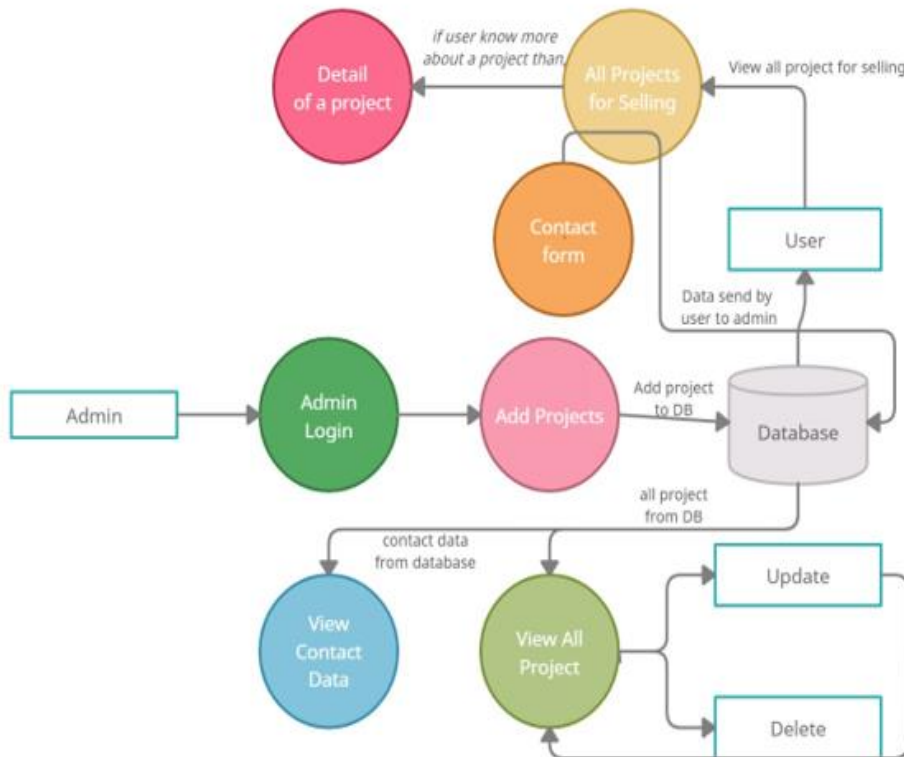 if user know more
about a project than
Detail
of a project
All Projects
for Selling
View all project for selling
Contact
form
User
Data send by
user to admin
Admin
Admin
Login
Add Projects
Add project
to DB
Database
all project
from DB
contact data
from database
View
Contact
Data
View All
Project
Update
Delete